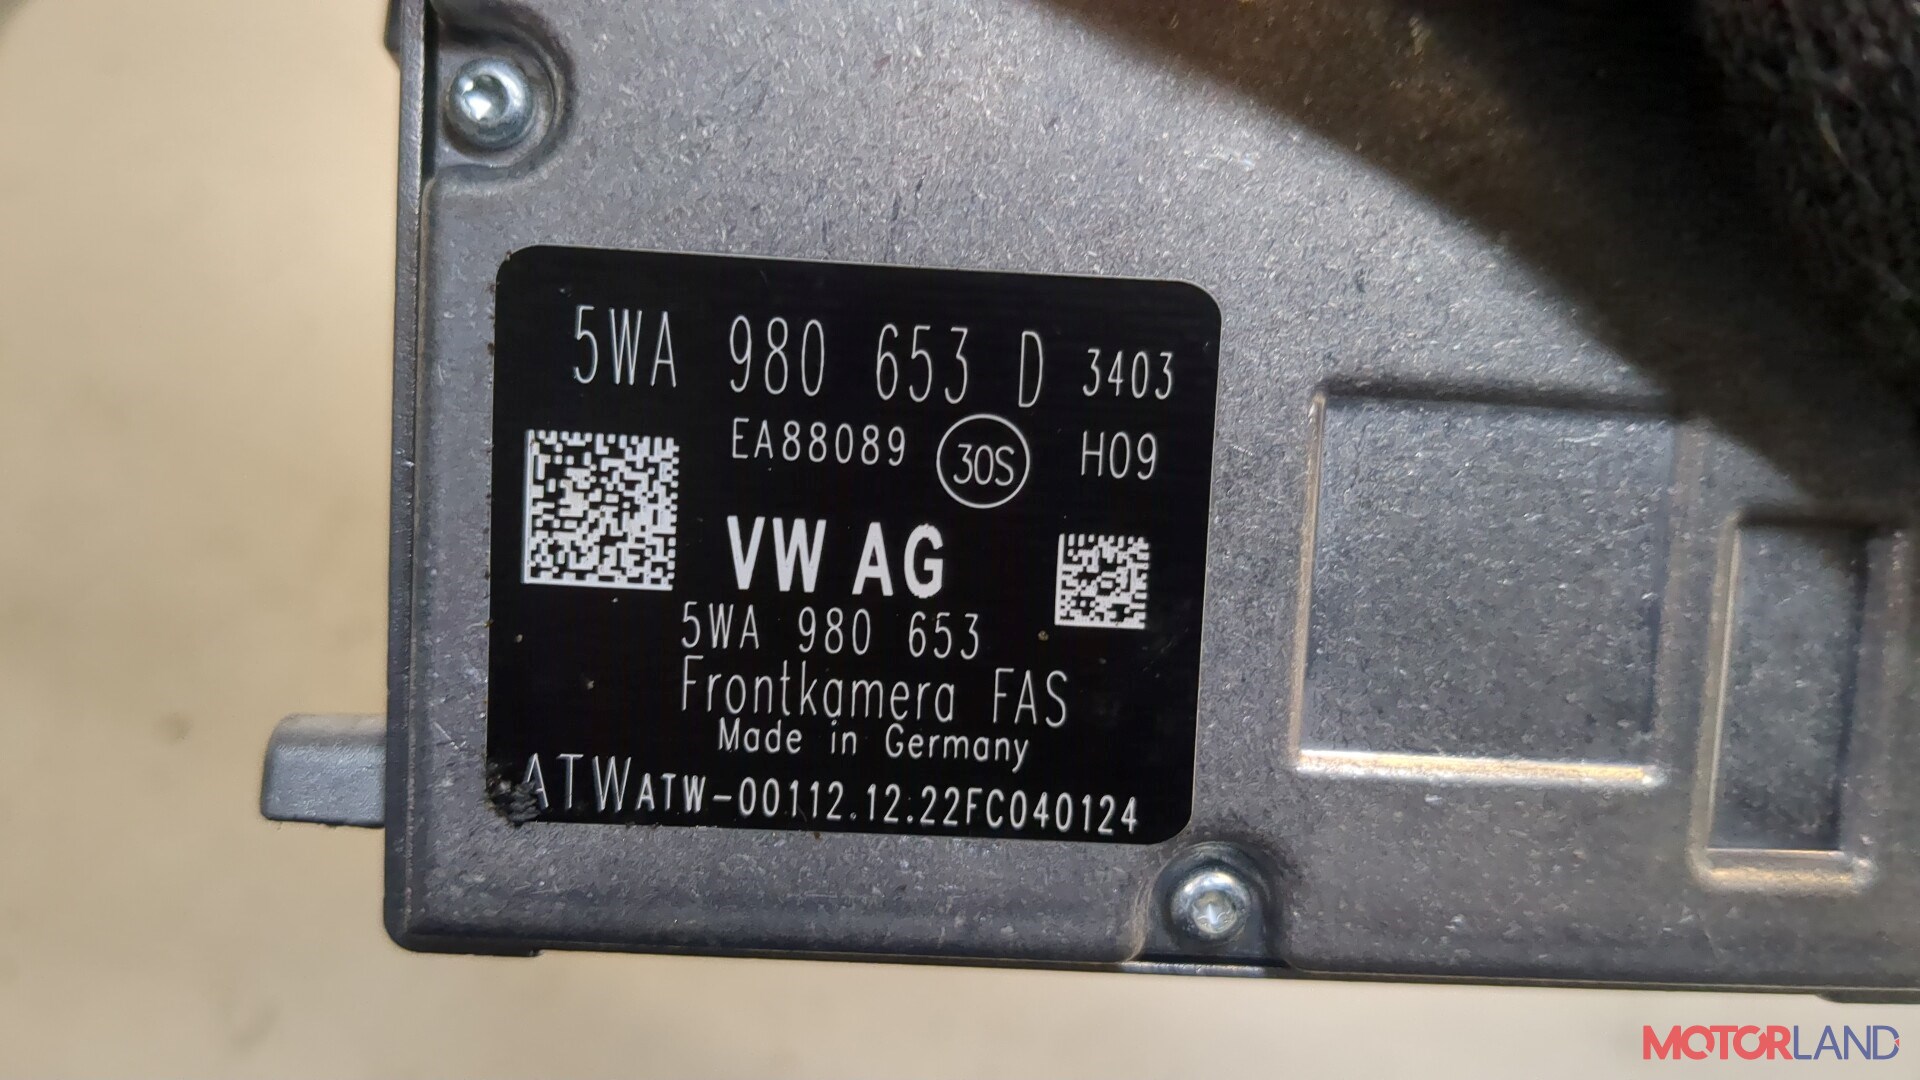 5WA 980 653 D 3403
EA88089 30S H09
VW AG
5WA 980 653
Frontkamera FAS
Made in Germany
ATW ATW-00112.12.22FC040124
MOTORLAND